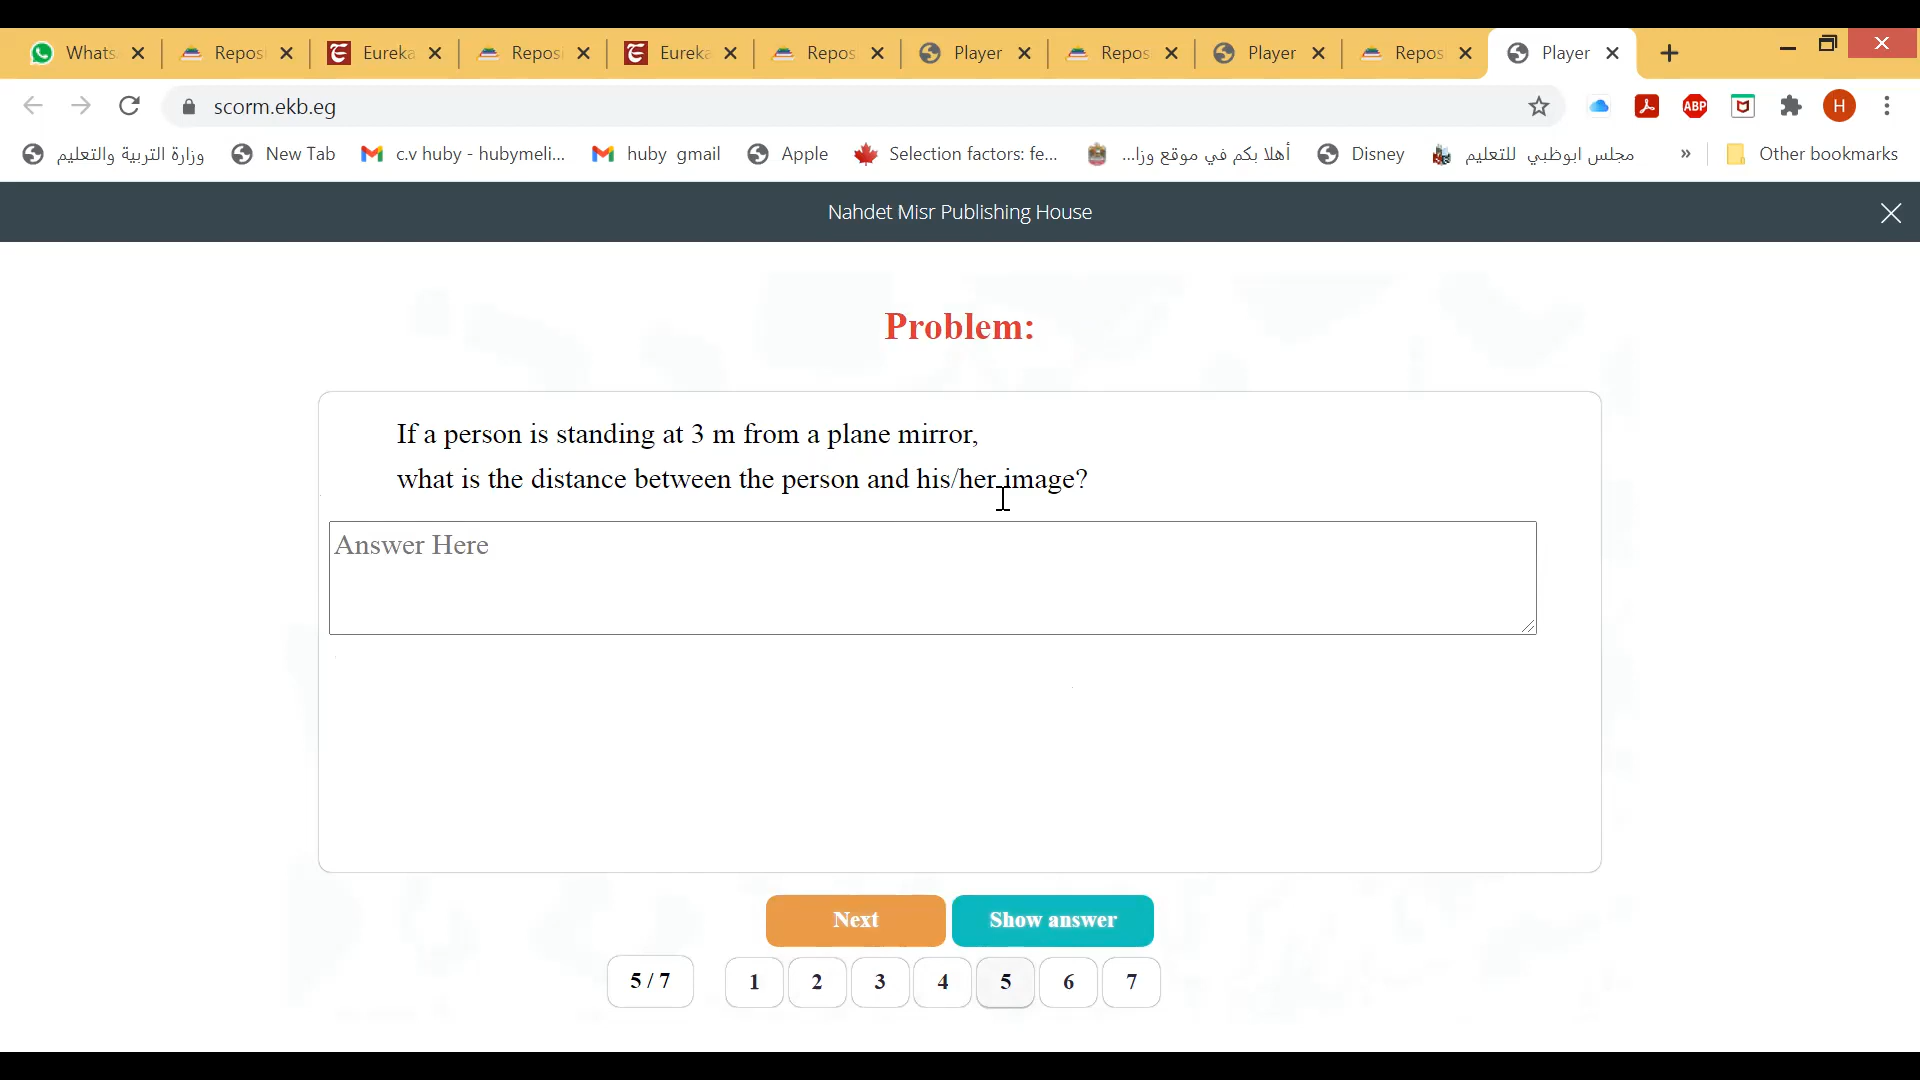 Whats
Repos
Eureka
Reposi
Eureka
Repos
Player
Repos
Player
Repos
Player
scorm.ekb.eg
ABP
H
وزارة التربية والتعليم
New Tab
c.v huby - hubymeli...
huby gmail
Apple
Selection factors: fe...
أهلا بكم في موقع وزا...
Disney
مجلس ابوظبي للتعليم
»
Other bookmarks
Nahdet Misr Publishing House
Problem:
If a person is standing at 3 m from a plane mirror,
what is the distance between the person and his/her image?
Answer Here
Next
Show answer
5 / 7
1
2
3
4
5
6
7